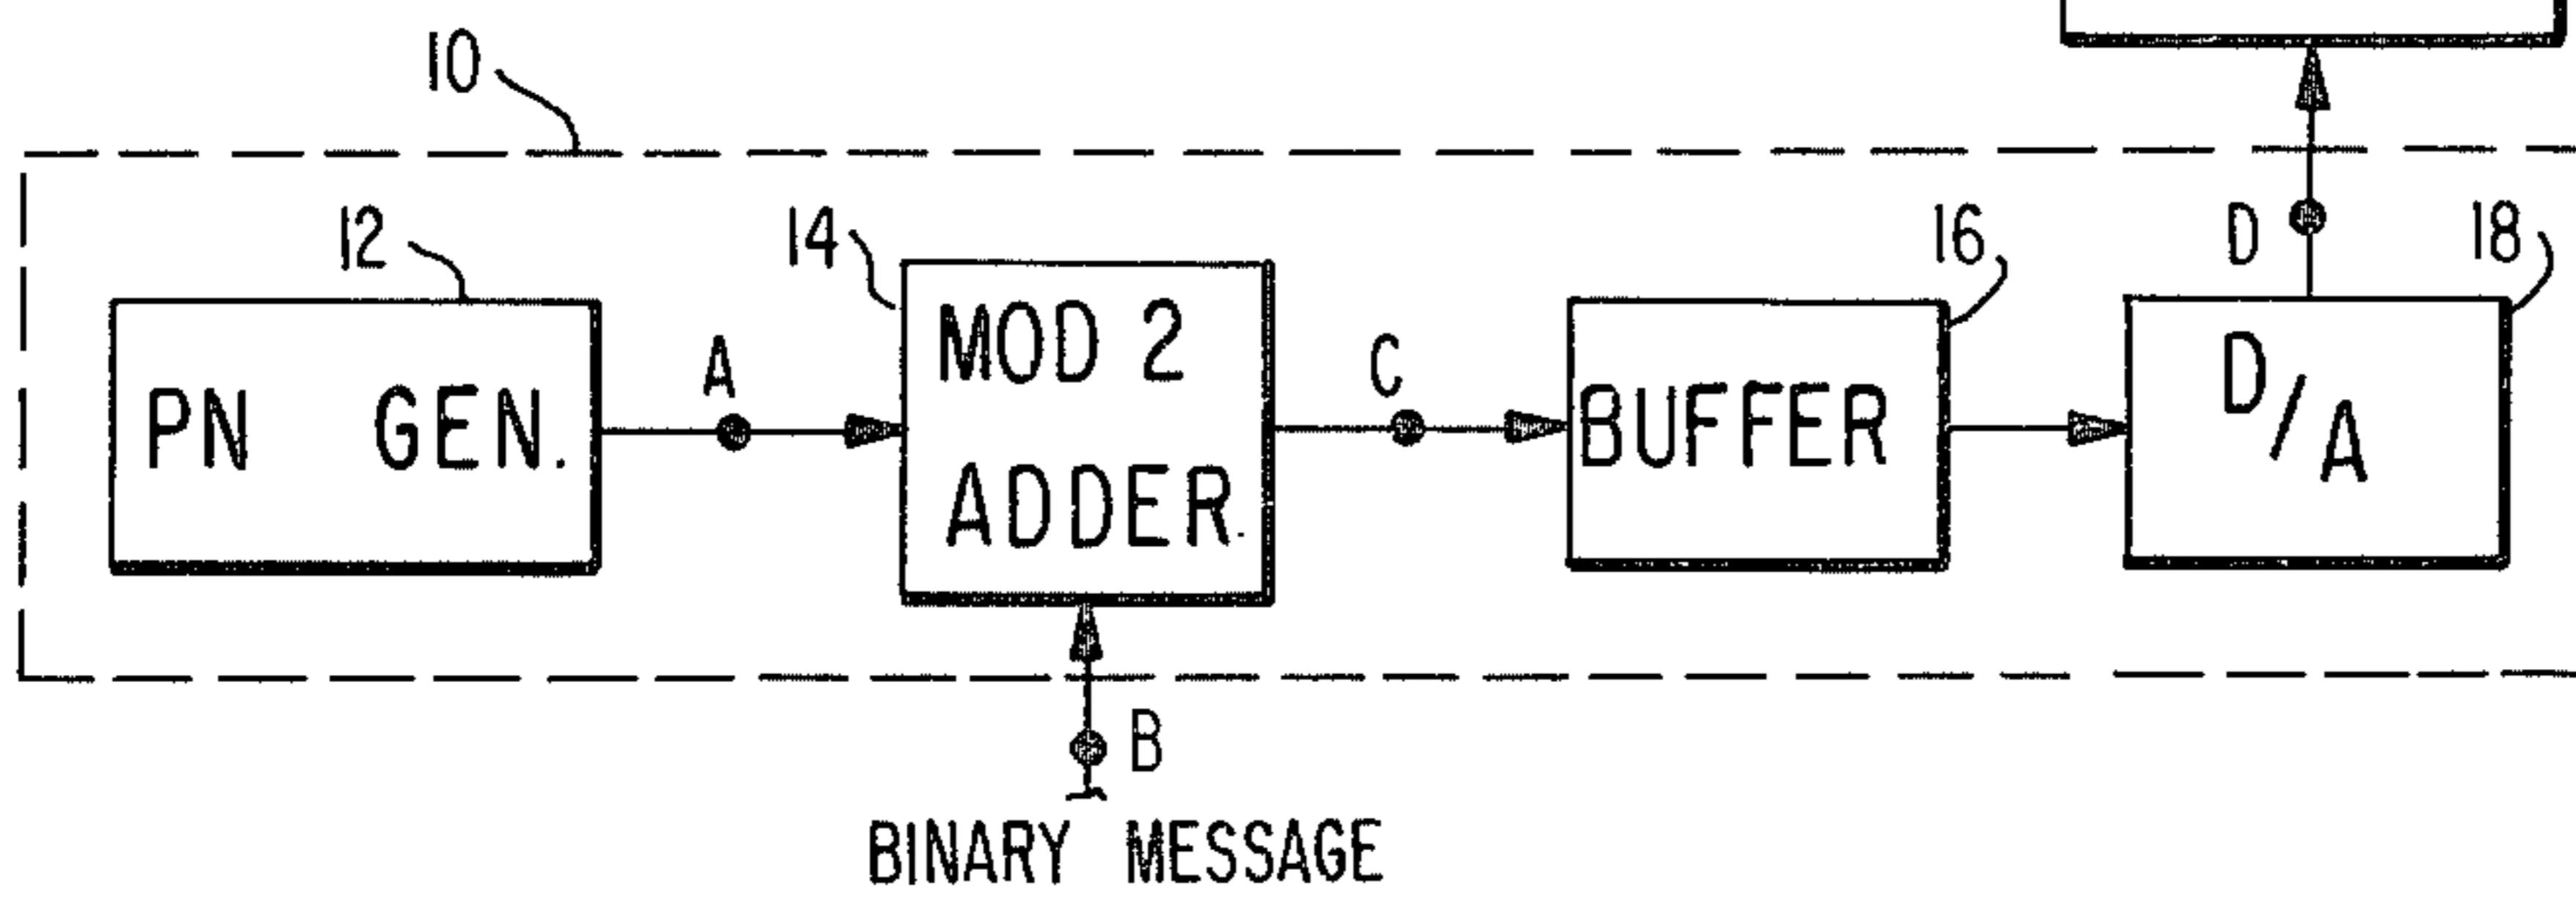 10
12
14
16
18
D
A
C
PN GEN.
MOD 2
ADDER
BUFFER
D/A
B
BINARY MESSAGE